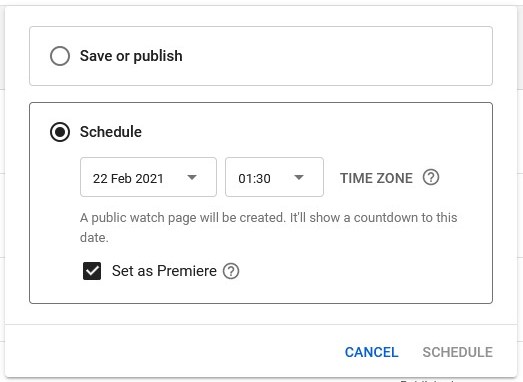 Save or publish
Schedule
22 Feb 2021 01:30 TIME ZONE
A public watch page will be created. It'll show a countdown to this
date.
Set as Premiere
CANCEL SCHEDULE